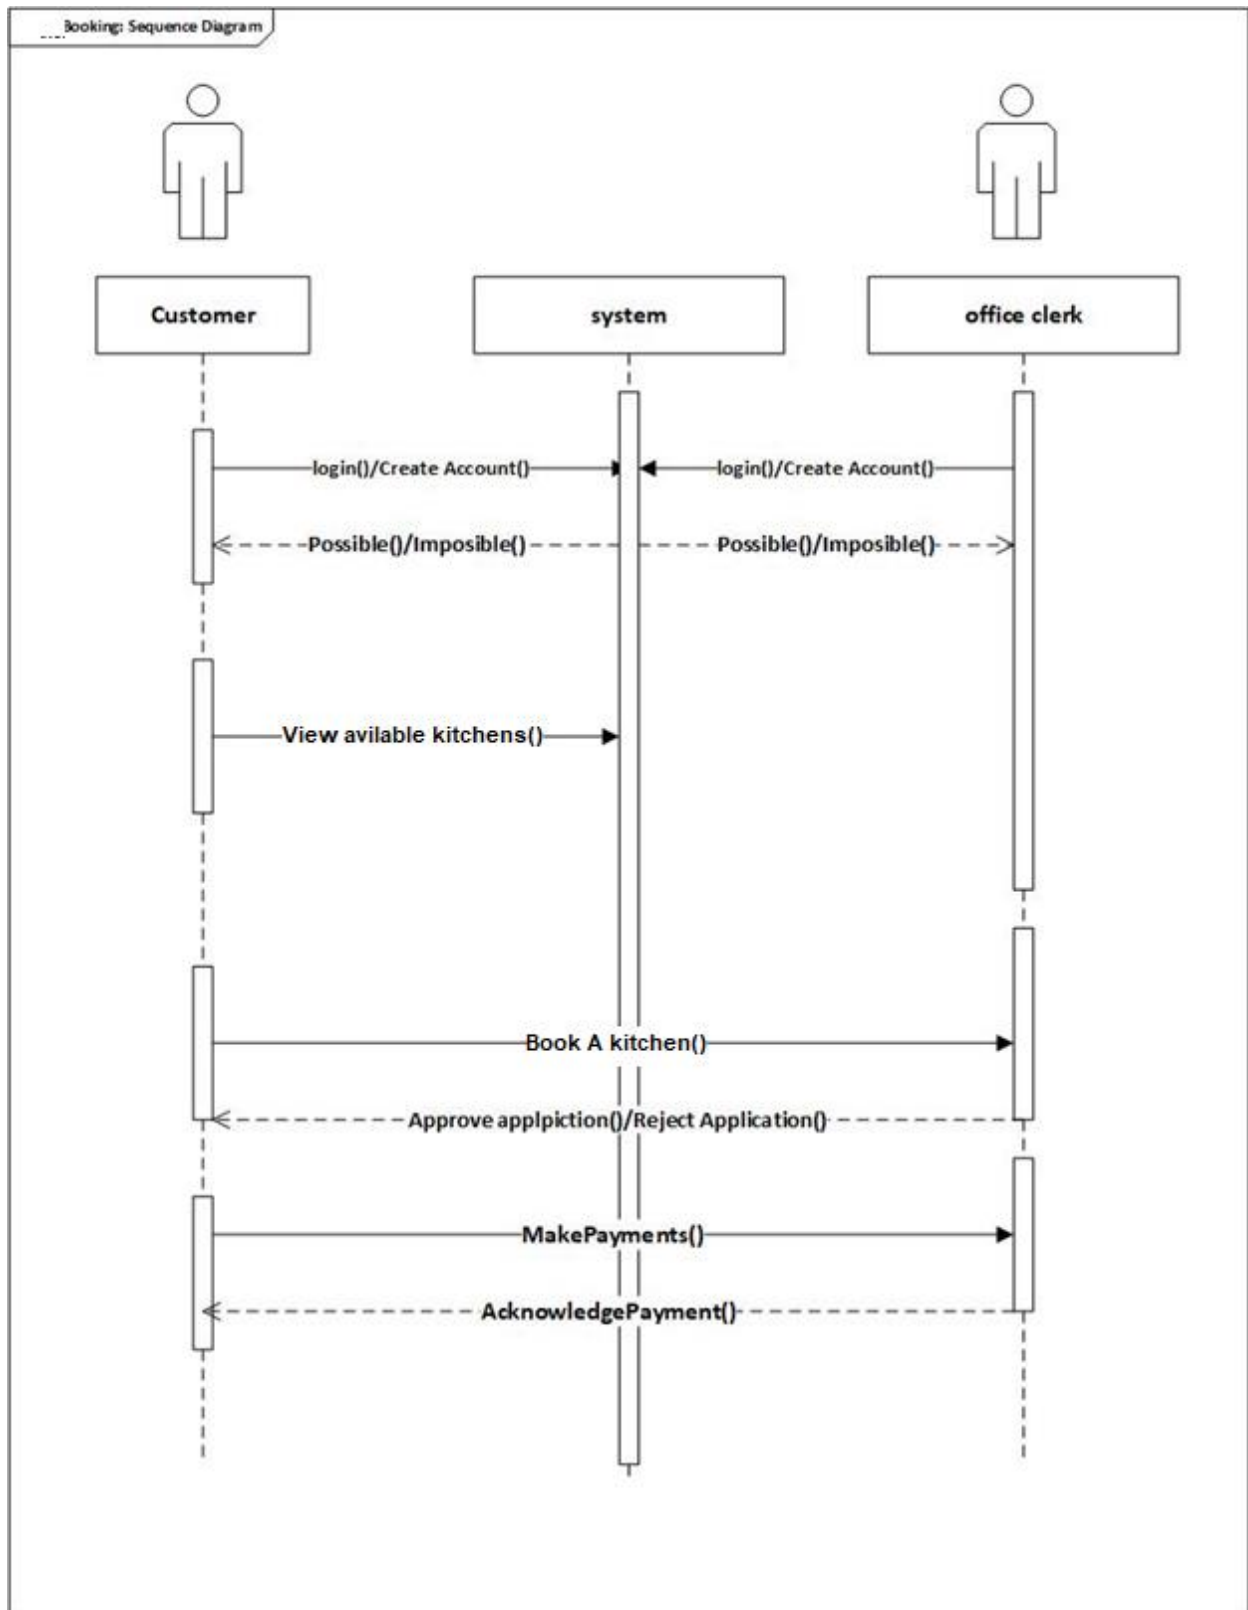 Booking: Sequence Diagram
Customer
system
office clerk
login()/Create Account()
login()/Create Account()
Possible()/Imposible()
Possible()/Imposible()
View avilable kitchens()
Book A kitchen()
Approve applpiction()/Reject Application()
MakePayments()
AcknowledgePayment()